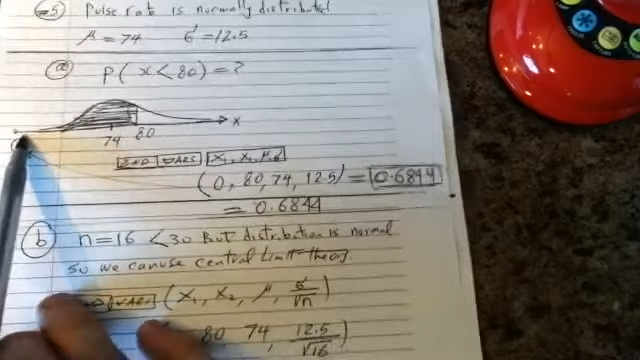 5 Pulse rate is normally distributed
μ = 74 σ = 12.5
a P(x < 80) = ?
74 80 x
2ND VARS x₁, x₂, μ, σ
(0, 80, 74, 12.5) = 0.6844
= 0.6844
b n = 16 < 30 But distribution is normal
So we can use central limit
VARS (x₁, x₂, μ, σ/√n)
80, 74, 12.5/√16)